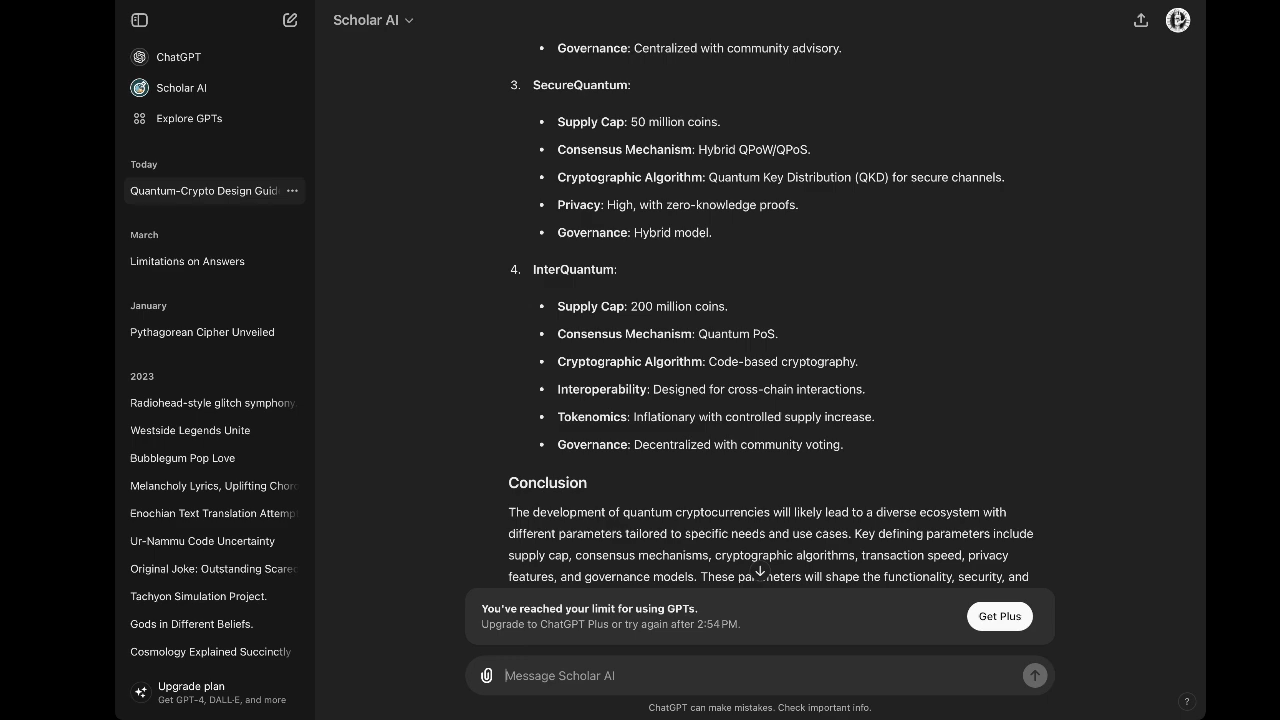 ChatGPT
Scholar AI
Explore GPTs
Today
Quantum-Crypto Design Guid
March
Limitations on Answers
January
Pythagorean Cipher Unveiled
2023
Radiohead-style glitch symphony.
Westside Legends Unite
Bubblegum Pop Love
Melancholy Lyrics, Uplifting Chor
Enochian Text Translation Attemp
Ur-Nammu Code Uncertainty
Original Joke: Outstanding Scare
Tachyon Simulation Project.
Gods in Different Beliefs.
Cosmology Explained Succinctly
Upgrade plan
Get GPT-4, DALL·E, and more
Scholar AI
• Governance: Centralized with community advisory.
3. SecureQuantum:
• Supply Cap: 50 million coins.
• Consensus Mechanism: Hybrid QPoW/QPoS.
• Cryptographic Algorithm: Quantum Key Distribution (QKD) for secure channels.
• Privacy: High, with zero-knowledge proofs.
• Governance: Hybrid model.
4. InterQuantum:
• Supply Cap: 200 million coins.
• Consensus Mechanism: Quantum PoS.
• Cryptographic Algorithm: Code-based cryptography.
• Interoperability: Designed for cross-chain interactions.
• Tokenomics: Inflationary with controlled supply increase.
• Governance: Decentralized with community voting.
Conclusion
The development of quantum cryptocurrencies will likely lead to a diverse ecosystem with
different parameters tailored to specific needs and use cases. Key defining parameters include
supply cap, consensus mechanisms, cryptographic algorithms, transaction speed, privacy
features, and governance models. These parameters will shape the functionality, security, and
You've reached your limit for using GPTs.
Upgrade to ChatGPT Plus or try again after 2:54 PM.
Get Plus
Message Scholar AI
ChatGPT can make mistakes. Check important info.
?